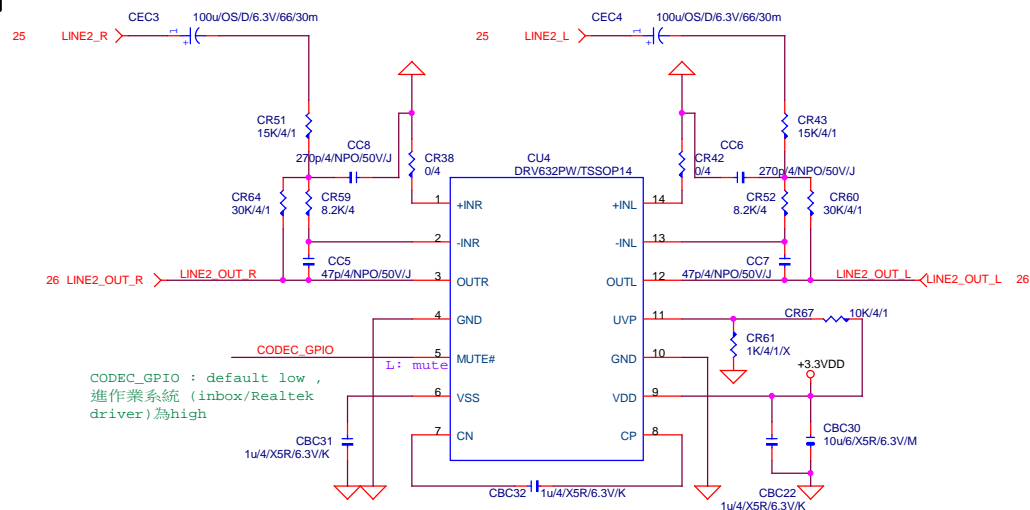 CEC3 100u/OS/D/6.3V/66/30m
25 LINE2_R
1
+
CEC4 100u/OS/D/6.3V/66/30m
25 LINE2_L
1
+
CR51
15K/4/1
CC8
270p/4/NPO/50V/J
CR38
0/4
CR64
30K/4/1
CR59
8.2K/4
CC5
47p/4/NPO/50V/J
26 LINE2_OUT_R
LINE2_OUT_R
CU4
DRV632PW/TSSOP14
1 +INR
2 -INR
3 OUTR
4 GND
5 MUTE#
6 VSS
7 CN
+INL 14
-INL 13
OUTL 12
UVP 11
GND 10
VDD 9
CP 8
CR43
15K/4/1
CC6
270p/4/NPO/50V/J
CR42
0/4
CR52
8.2K/4
CR60
30K/4/1
CC7
47p/4/NPO/50V/J
LINE2_OUT_L
LINE2_OUT_L 26
CR67 10K/4/1
CR61
1K/4/1/X
+3.3VDD
CODEC_GPIO
L: mute
CODEC_GPIO : default low ,
進作業系統 (inbox/Realtek
driver)為high
CBC31
1u/4/X5R/6.3V/K
CBC32 1u/4/X5R/6.3V/K
CBC30
10u/6/X5R/6.3V/M
CBC22
1u/4/X5R/6.3V/K